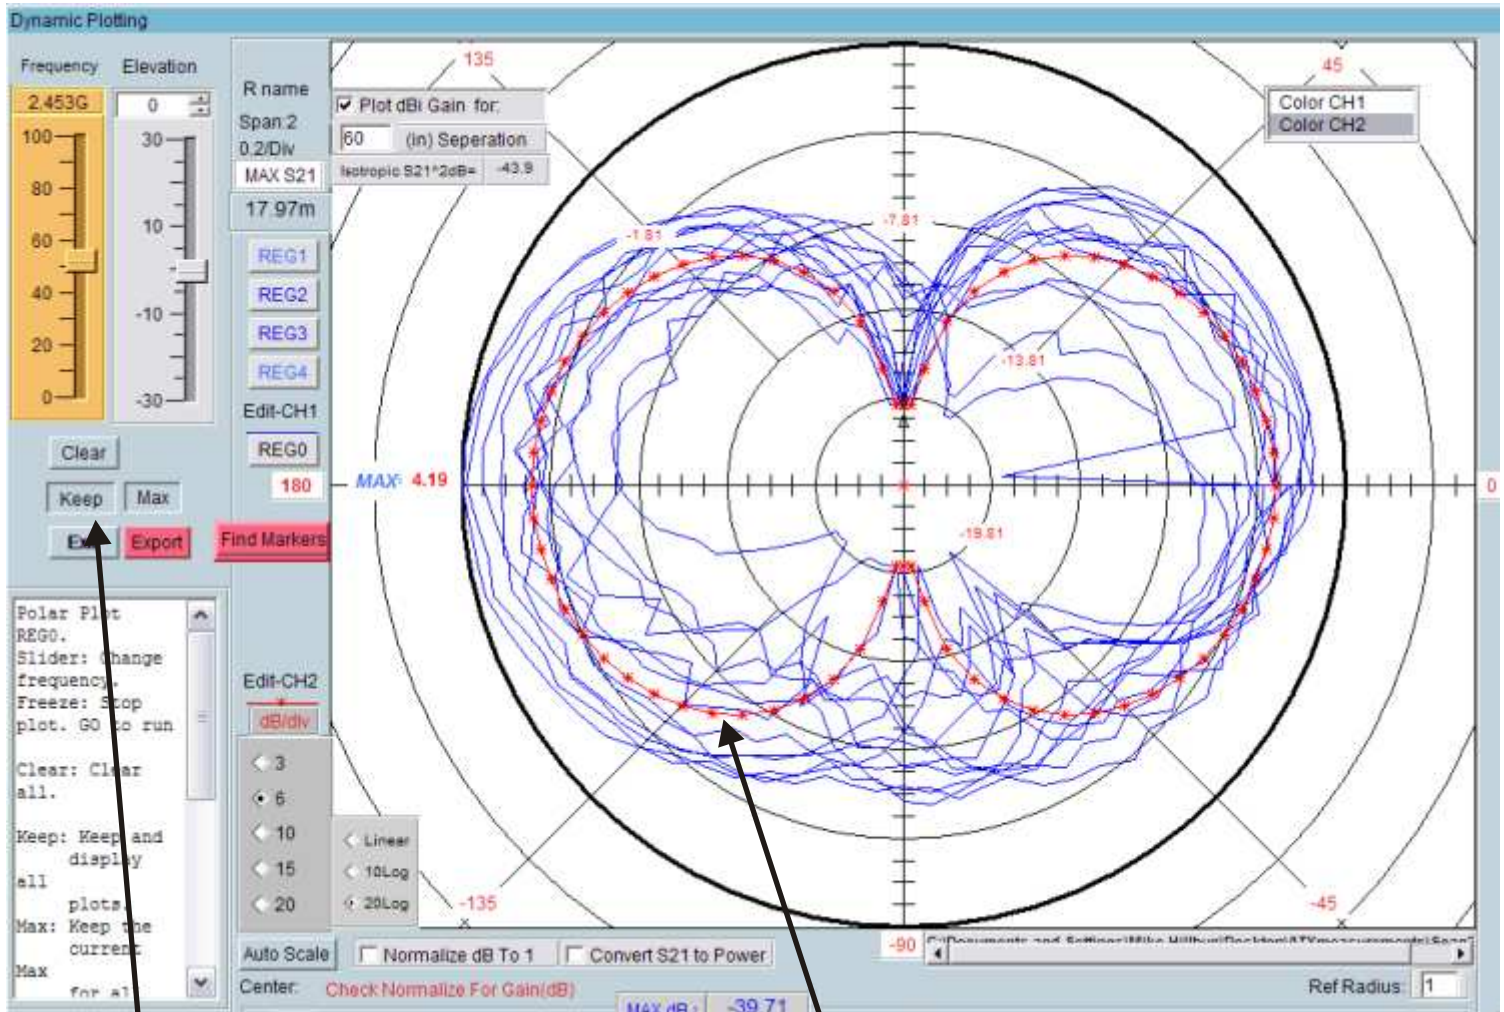 Dynamic Plotting
Frequency
Elevation
2.453G
0
100
80
60
40
20
0
30
10
-10
-30
Clear
Keep
Max
Export
Polar Plot
REG0.
Slider: Change
frequency.
Freeze: Stop
plot. GO to run
Clear: Clear
all.
Keep: Keep and
display
all
plots.
Max: Keep the
current
Max
for al
R name
Span:2
0.2/Div
MAX S21
17.97m
REG1
REG2
REG3
REG4
Edit-CH1
REG0
180
Find Markers
Edit-CH2
dB/div
3
6
10
15
20
Linear
10Log
20Log
Plot dBi Gain for:
60 (in) Seperation
Isotropic S21^2dB= -43.9
135
45
Color CH1
Color CH2
-1.81
-7.81
-13.81
-19.81
MAX: 4.19
0
-135
-45
-90
Auto Scale
Normalize dB To 1
Convert S21 to Power
Center:
Check Normalize For Gain(dB)
Ref Radius: 1
MAX dB : -39.71